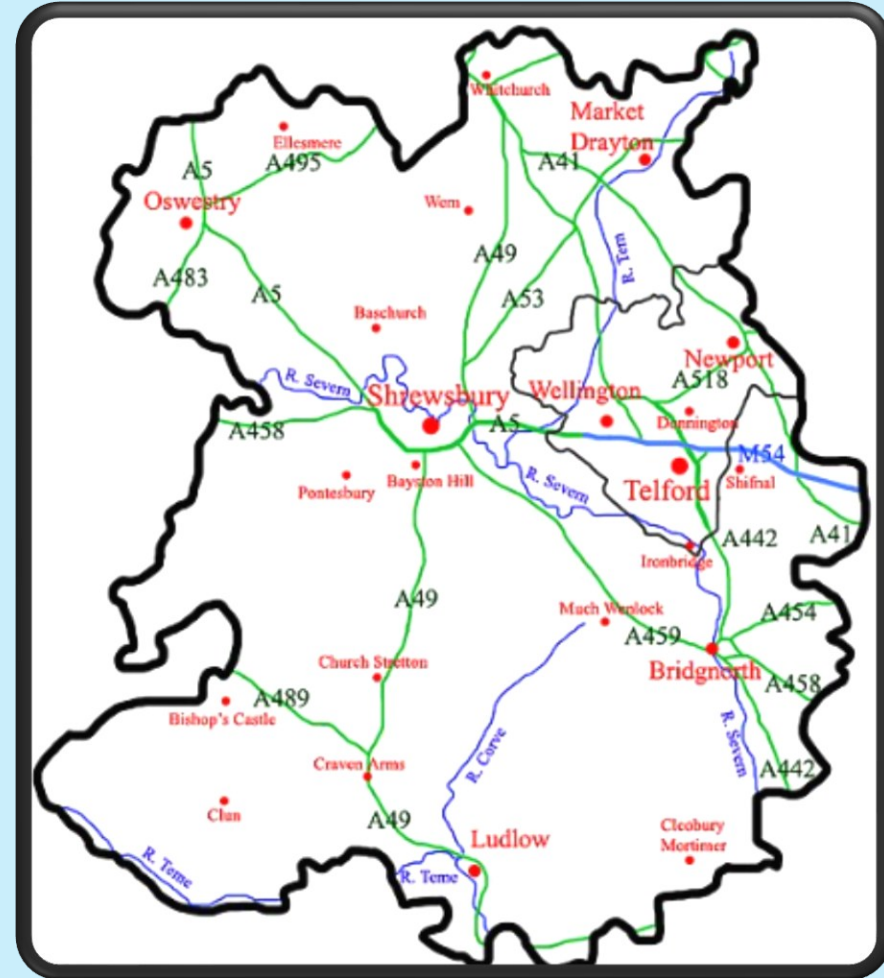 Whitchurch
Market
Drayton
Ellesmere
A5
A495
A41
Oswestry
Wem
A49
R. Tern
A483
A5
A53
Baschurch
Newport
R. Severn
Shrewsbury
Wellington
A518
A458
A5
Donnington
M54
Pontesbury
Bayston Hill
R. Severn
Telford
Shifnal
A442
A41
Ironbridge
A49
Much Wenlock
A454
A459
Church Stretton
Bridgnorth
A489
A458
Bishop's Castle
R. Corve
R. Severn
Craven Arms
A442
Clun
A49
Ludlow
Cleobury
Mortimer
R. Teme
R. Teme